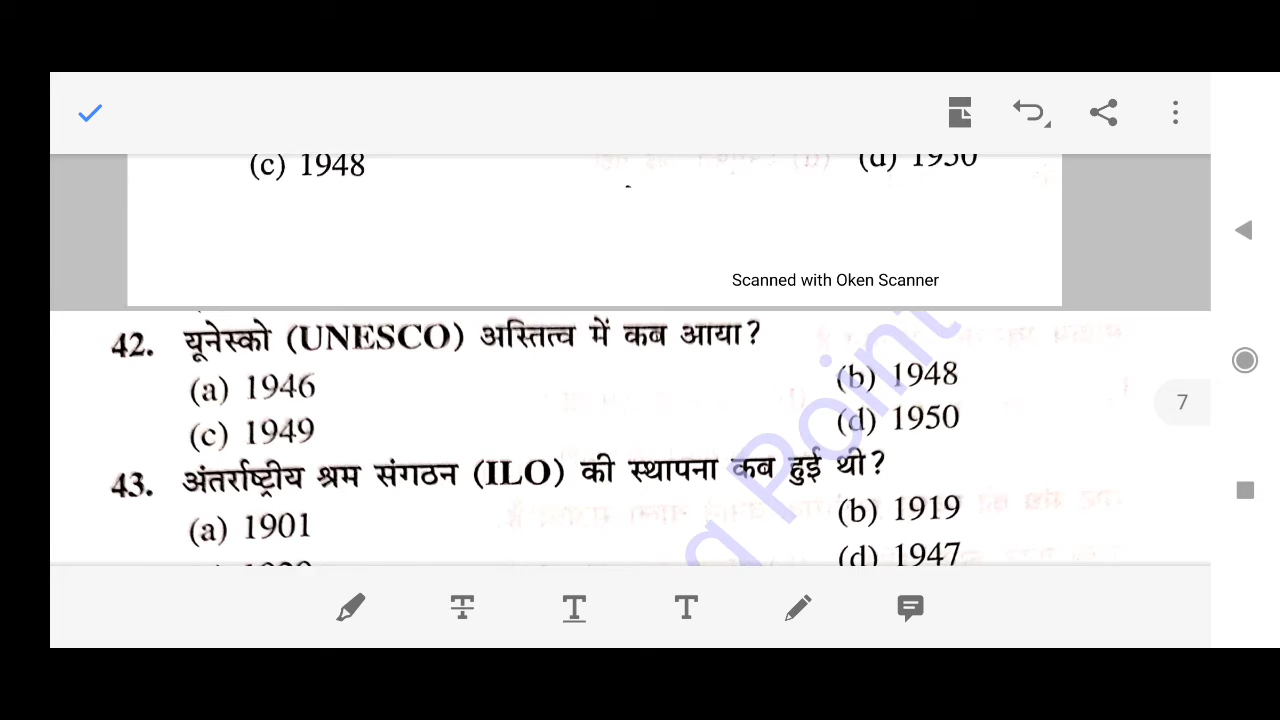 (c) 1948 (d) 1950
Scanned with Oken Scanner
42. यूनेस्को (UNESCO) अस्तित्व में कब आया?
(a) 1946 (b) 1948
(c) 1949 (d) 1950
43. अंतर्राष्ट्रीय श्रम संगठन (ILO) की स्थापना कब हुई थी?
(a) 1901 (b) 1919
(d) 1947
Point
7